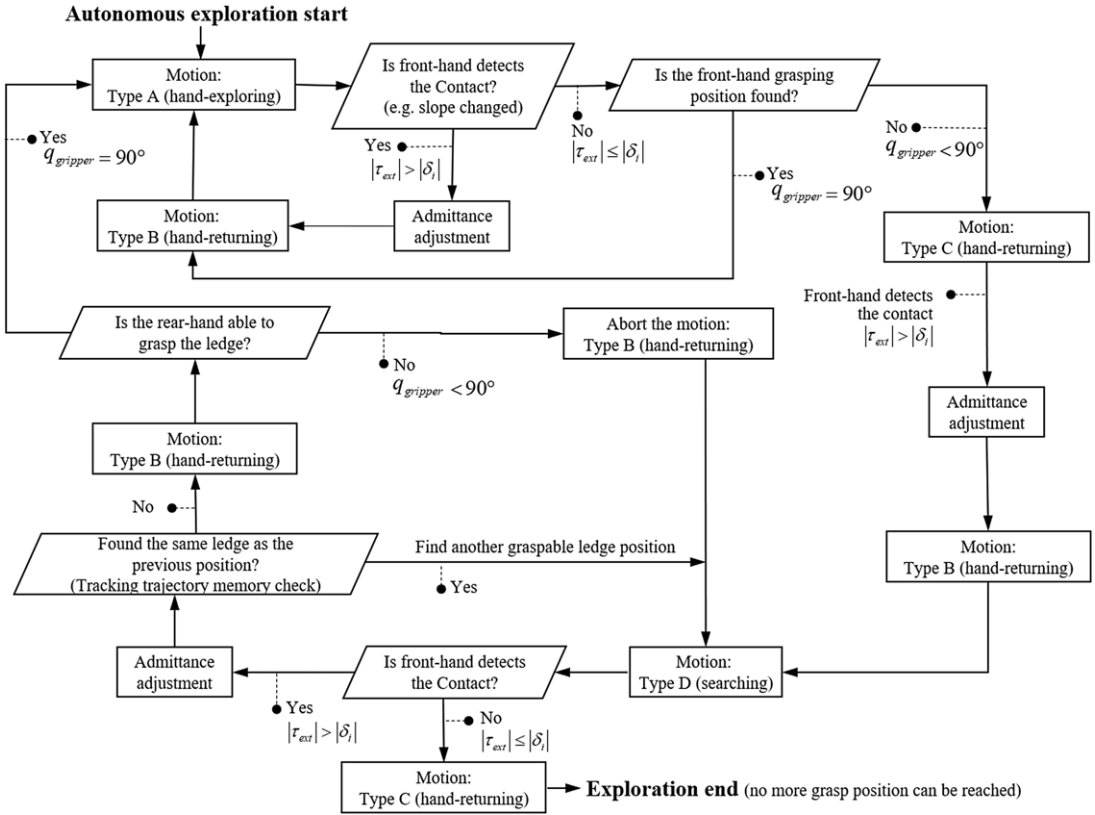 Autonomous exploration start
Motion:
Type A (hand-exploring)
Is front-hand detects
the Contact?
(e.g. slope changed)
Is the front-hand grasping
position found?
Yes
q_gripper = 90°
No
|τ_ext| ≤ |δ_i|
Yes
|τ_ext| > |δ_i|
No
q_gripper < 90°
Yes
q_gripper = 90°
Motion:
Type B (hand-returning)
Admittance
adjustment
Motion:
Type C (hand-returning)
Front-hand detects
the contact
|τ_ext| > |δ_i|
Is the rear-hand able to
grasp the ledge?
Abort the motion:
Type B (hand-returning)
No
q_gripper < 90°
Admittance
adjustment
Motion:
Type B (hand-returning)
No
Found the same ledge as the
previous position?
(Tracking trajectory memory check)
Find another graspable ledge position
Yes
Motion:
Type B (hand-returning)
Admittance
adjustment
Is front-hand detects
the Contact?
Motion:
Type D (searching)
Yes
|τ_ext| > |δ_i|
No
|τ_ext| ≤ |δ_i|
Motion:
Type C (hand-returning)
Exploration end (no more grasp position can be reached)